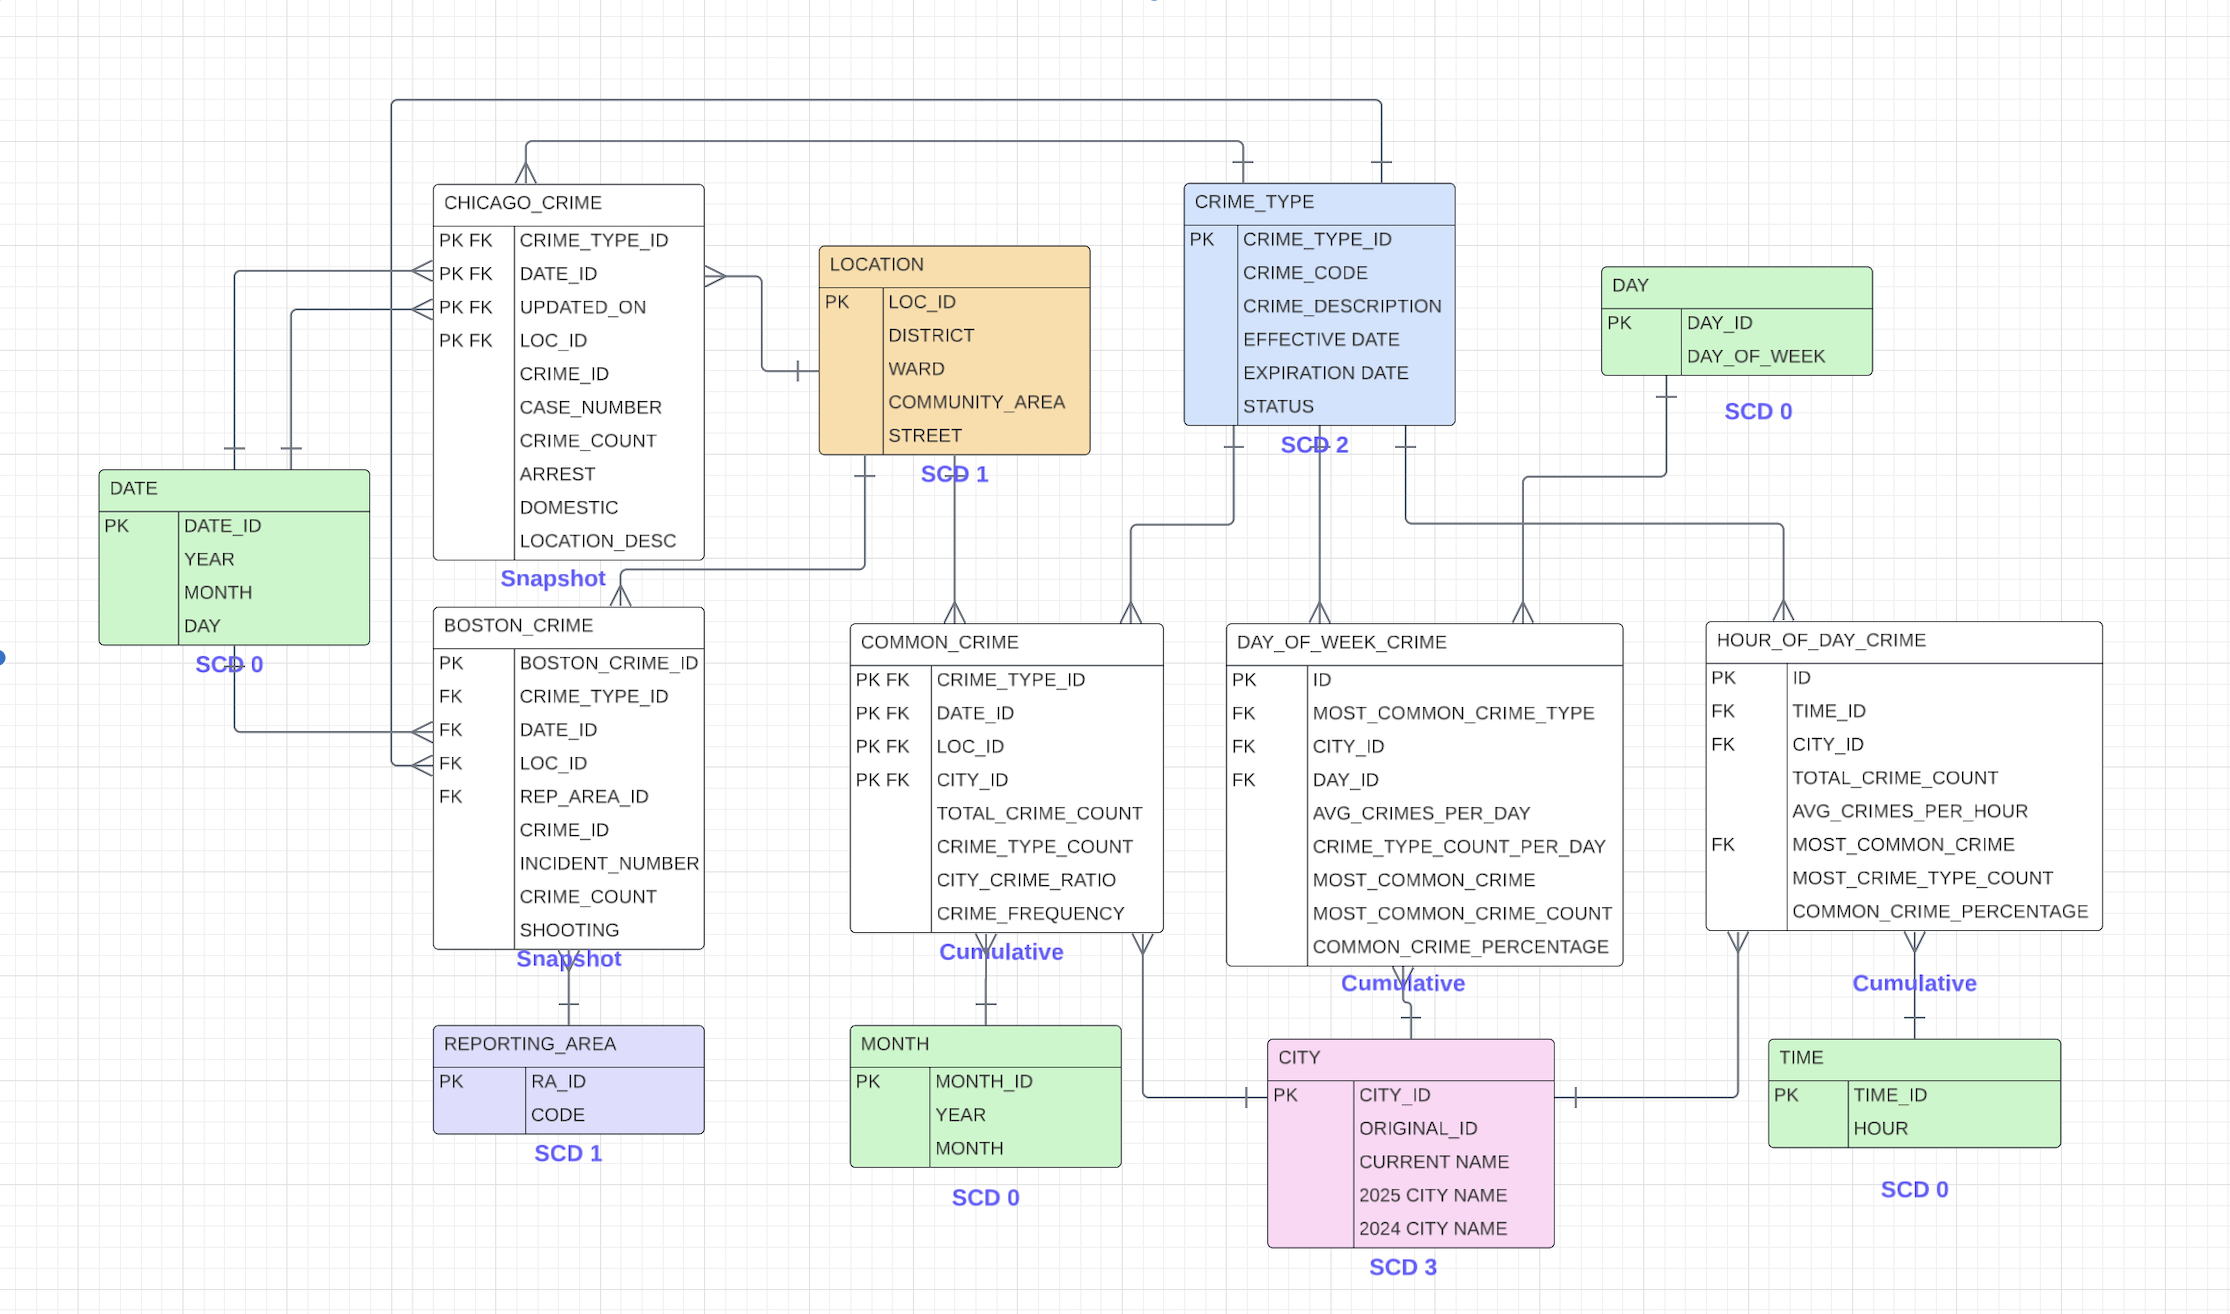 CHICAGO_CRIME
PK FK CRIME_TYPE_ID
PK FK DATE_ID
PK FK UPDATED_ON
PK FK LOC_ID
CRIME_ID
CASE_NUMBER
CRIME_COUNT
ARREST
DOMESTIC
LOCATION_DESC
Snapshot
LOCATION
PK LOC_ID
DISTRICT
WARD
COMMUNITY_AREA
STREET
SCD 1
CRIME_TYPE
PK CRIME_TYPE_ID
CRIME_CODE
CRIME_DESCRIPTION
EFFECTIVE DATE
EXPIRATION DATE
STATUS
SCD 2
DAY
PK DAY_ID
DAY_OF_WEEK
SCD 0
DATE
PK DATE_ID
YEAR
MONTH
DAY
SCD 0
BOSTON_CRIME
PK BOSTON_CRIME_ID
FK CRIME_TYPE_ID
FK DATE_ID
FK LOC_ID
FK REP_AREA_ID
CRIME_ID
INCIDENT_NUMBER
CRIME_COUNT
SHOOTING
Snapshot
COMMON_CRIME
PK FK CRIME_TYPE_ID
PK FK DATE_ID
PK FK LOC_ID
PK FK CITY_ID
TOTAL_CRIME_COUNT
CRIME_TYPE_COUNT
CITY_CRIME_RATIO
CRIME_FREQUENCY
Cumulative
DAY_OF_WEEK_CRIME
PK ID
FK MOST_COMMON_CRIME_TYPE
FK CITY_ID
FK DAY_ID
AVG_CRIMES_PER_DAY
CRIME_TYPE_COUNT_PER_DAY
MOST_COMMON_CRIME
MOST_COMMON_CRIME_COUNT
COMMON_CRIME_PERCENTAGE
Cumulative
HOUR_OF_DAY_CRIME
PK ID
FK TIME_ID
FK CITY_ID
TOTAL_CRIME_COUNT
AVG_CRIMES_PER_HOUR
FK MOST_COMMON_CRIME
MOST_CRIME_TYPE_COUNT
COMMON_CRIME_PERCENTAGE
Cumulative
REPORTING_AREA
PK RA_ID
CODE
SCD 1
MONTH
PK MONTH_ID
YEAR
MONTH
SCD 0
CITY
PK CITY_ID
ORIGINAL_ID
CURRENT NAME
2025 CITY NAME
2024 CITY NAME
SCD 3
TIME
PK TIME_ID
HOUR
SCD 0